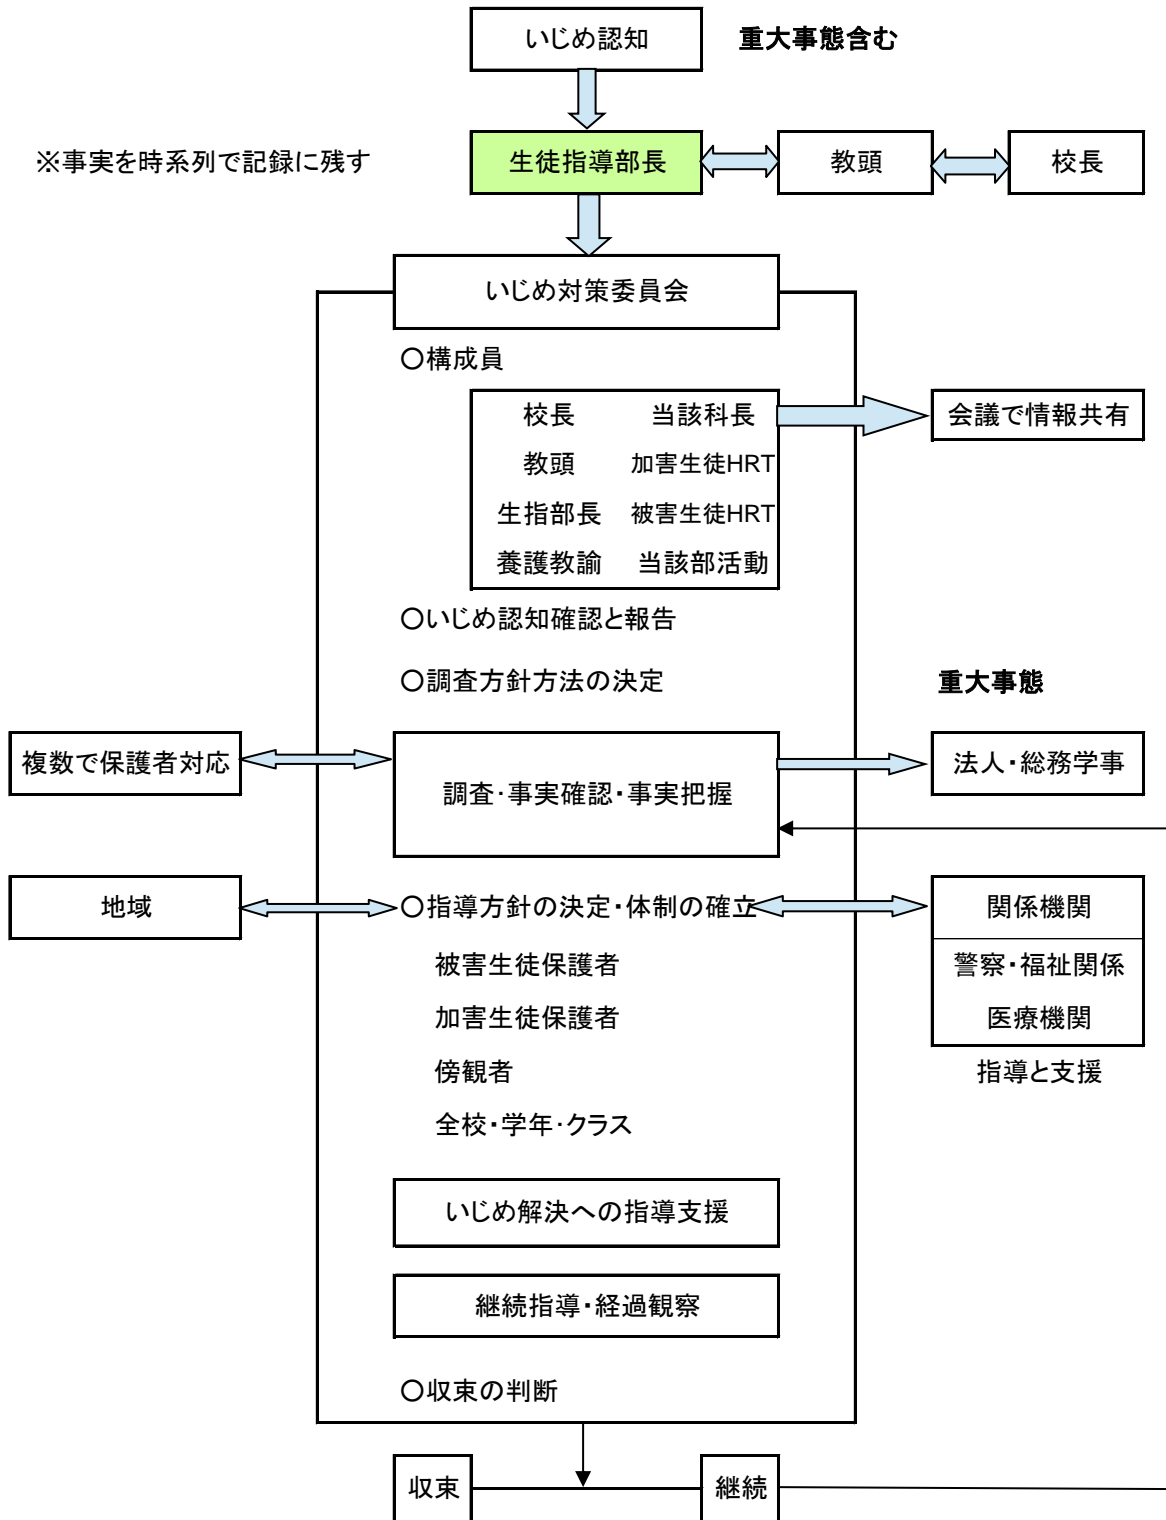 いじめ認知
重大事態含む
※事実を時系列で記録に残す
生徒指導部長
教頭
校長
いじめ対策委員会
〇構成員
校長 当該科長
教頭 加害生徒HRT
生指部長 被害生徒HRT
養護教諭 当該部活動
会議で情報共有
〇いじめ認知確認と報告
〇調査方針方法の決定
重大事態
複数で保護者対応
調査・事実確認・事実把握
法人・総務学事
地域
〇指導方針の決定・体制の確立
関係機関
警察・福祉関係
医療機関
指導と支援
被害生徒保護者
加害生徒保護者
傍観者
全校・学年・クラス
いじめ解決への指導支援
継続指導・経過観察
〇収束の判断
収束
継続